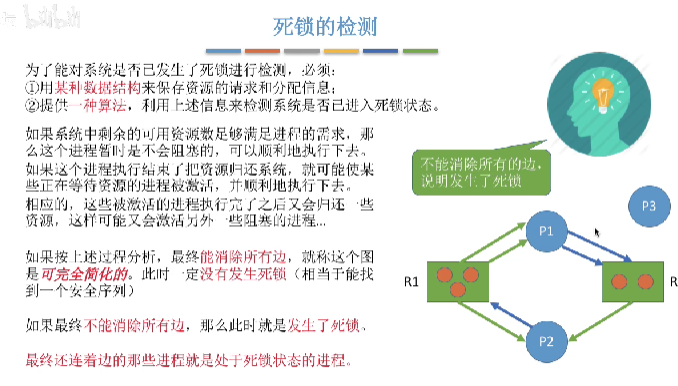 死锁的检测
为了能对系统是否已发生了死锁进行检测，必须：
①用某种数据结构来保存资源的请求和分配信息；
②提供一种算法，利用上述信息来检测系统是否已进入死锁状态。
如果系统中剩余的可用资源数足够满足进程的需求，那
么这个进程暂时是不会阻塞的，可以顺利地执行下去。
如果这个进程执行结束了把资源归还系统，就可能使某
些正在等待资源的进程被激活，并顺利地执行下去。
相应的，这些被激活的进程执行完了之后又会归还一些
资源，这样可能又会激活另外一些阻塞的进程...
如果按上述过程分析，最终能消除所有边，就称这个图
是可完全简化的。此时一定没有发生死锁（相当于能找
到一个安全序列）
如果最终不能消除所有边，那么此时就是发生了死锁。
最终还连着边的那些进程就是处于死锁状态的进程。
不能消除所有的边，
说明发生了死锁
P3
P1
R1
R
P2